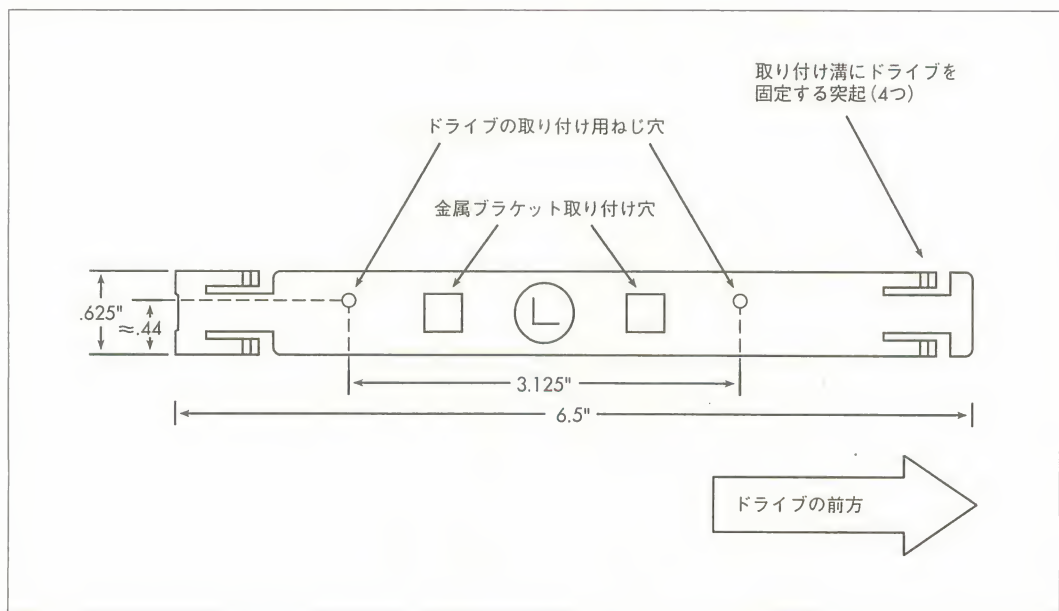 取り付け溝にドライブを
固定する突起(4つ)
ドライブの取り付け用ねじ穴
金属ブラケット取り付け穴
.625"
≈.44
L
3.125"
6.5"
ドライブの前方